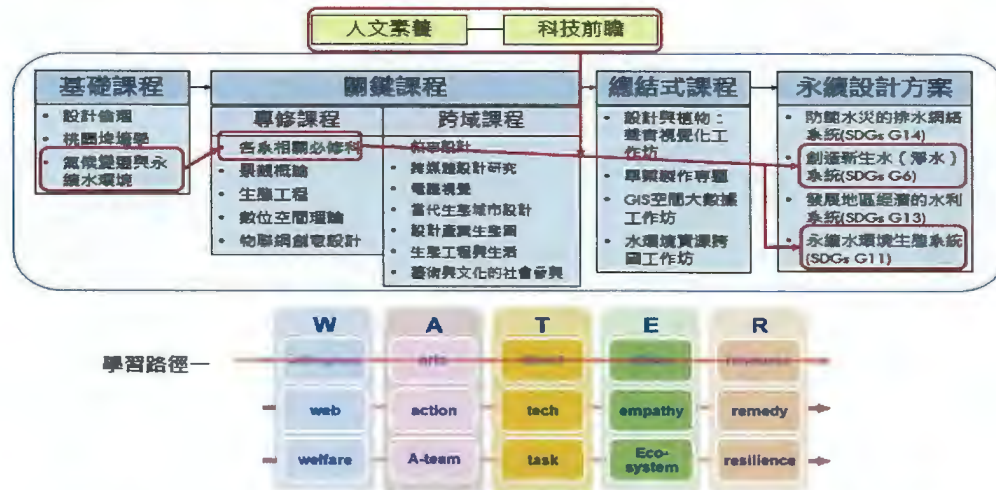 人文素養
科技前瞻
基礎課程
設計倫理
桃園埤塘學
氣候變遷與永
續水環境
關鍵課程
專修課程
各系相關必修科
景觀概論
生態工程
數位空間理論
物聯網創意設計
跨域課程
敘事設計
跨媒體設計研究
電腦視覺
當代生態城市設計
設計產業生態圈
生態工程與生活
藝術與文化的社會參與
總結式課程
設計與植物：
聲音視覺化工
作坊
畢業製作專題
GIS空間大數據
工作坊
水環境資源跨
國工作坊
永續設計方案
防範水災的排水網絡
系統(SDGs G14)
創造新生水（淨水）
系統(SDGs G6)
發展地區經濟的水利
系統(SDGs G13)
永續水環境生態系統
(SDGs G11)
W A T E R
學習路徑一
arts
web action tech empathy remedy
welfare A-team task Eco-
system resilience